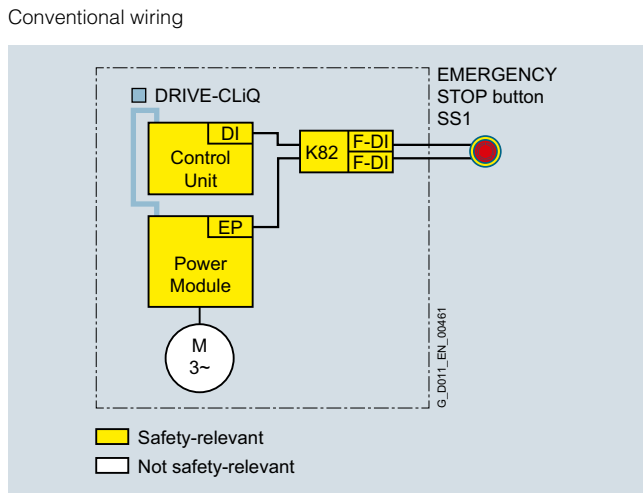 Conventional wiring
DRIVE-CLiQ
EMERGENCY
STOP button
SS1
DI
Control
Unit
K82
F-DI
F-DI
EP
Power
Module
M
3~
G_D011_EN_00461
Safety-relevant
Not safety-relevant